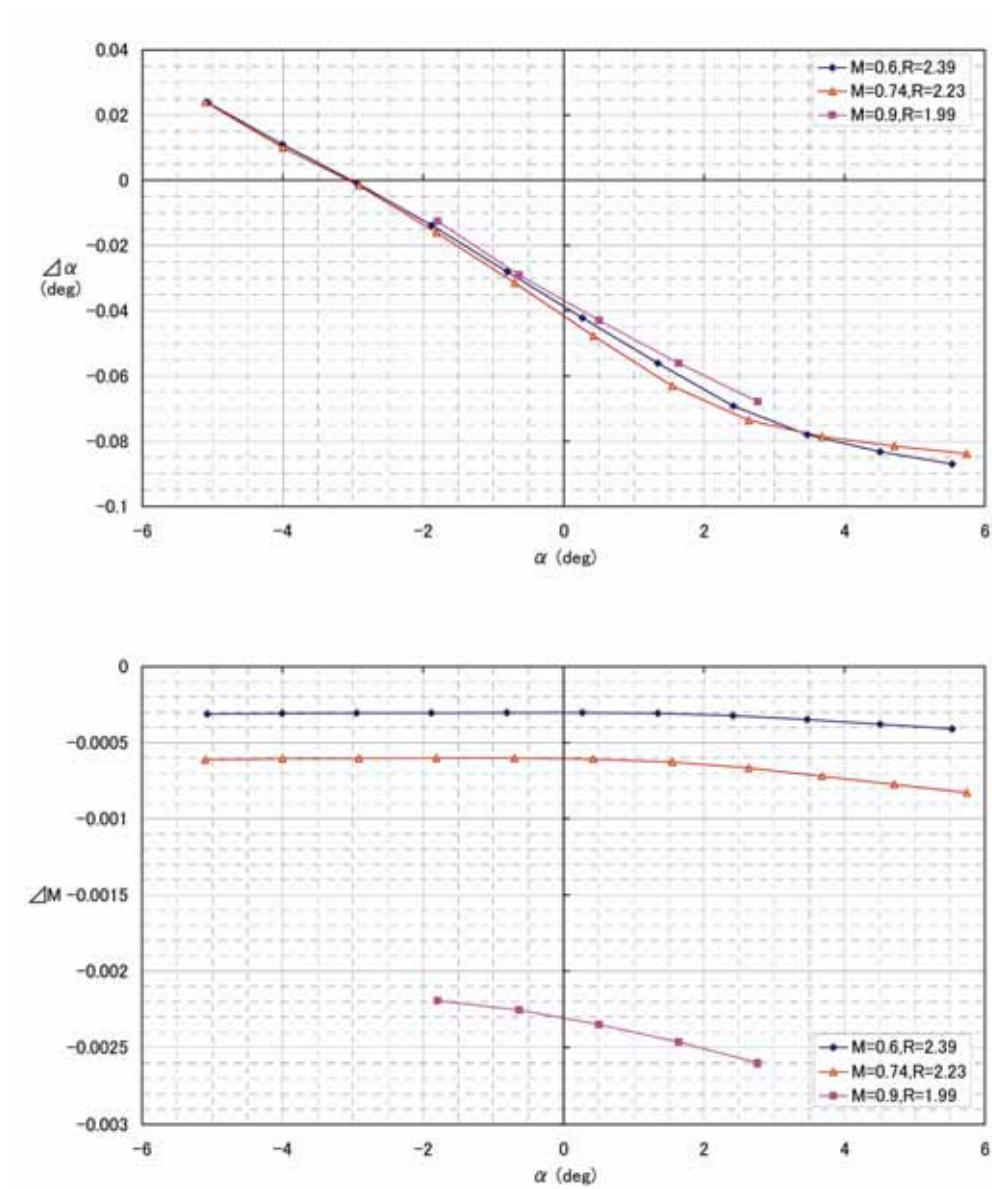 0.04
0.02
0
-0.02
-0.04
-0.06
-0.08
-0.1
⊿α
(deg)
M=0.6,R=2.39
M=0.74,R=2.23
M=0.9,R=1.99
-6 -4 -2 0 2 4 6
α (deg)
0
-0.0005
-0.001
⊿M -0.0015
-0.002
-0.0025
-0.003
M=0.6,R=2.39
M=0.74,R=2.23
M=0.9,R=1.99
-6 -4 -2 0 2 4 6
α (deg)